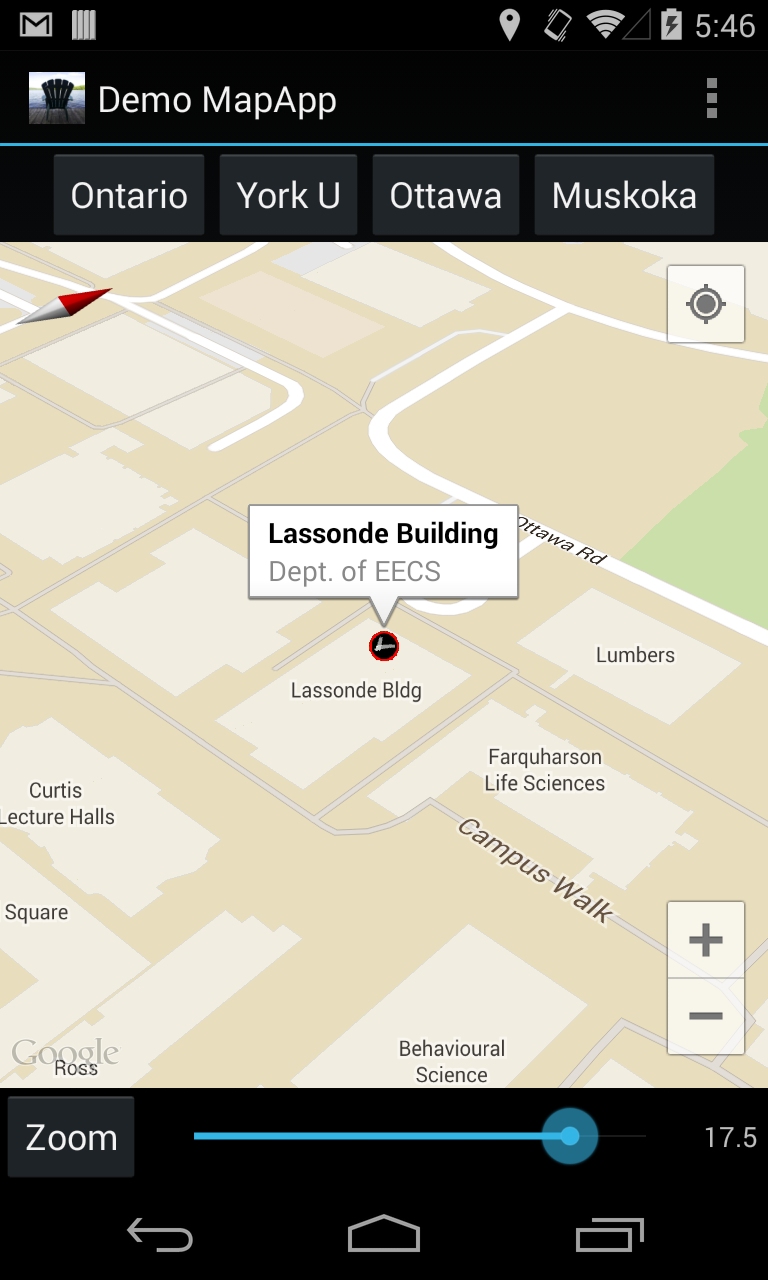 5:46
Demo MapApp
Ontario York U Ottawa Muskoka
Lassonde Building
Dept. of EECS
Ottawa Rd
Lumbers
Lassonde Bldg
Farquharson
Life Sciences
Curtis
Lecture Halls
Campus Walk
Square
Google
Ross
Behavioural
Science
Zoom 17.5